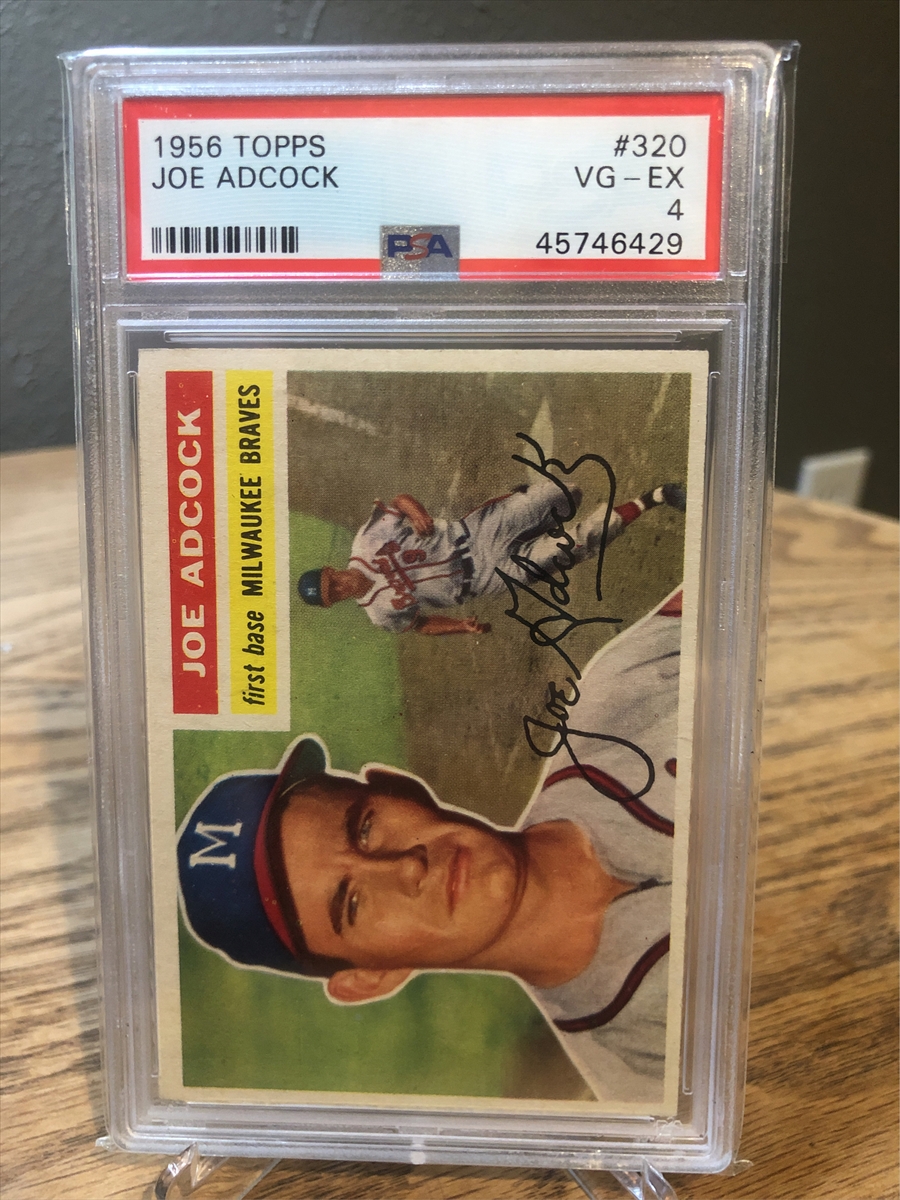 1956 TOPPS #320
JOE ADCOCK VG-EX
4
PSA 45746429
JOE ADCOCK
first base MILWAUKEE BRAVES
Joe Adcock
M